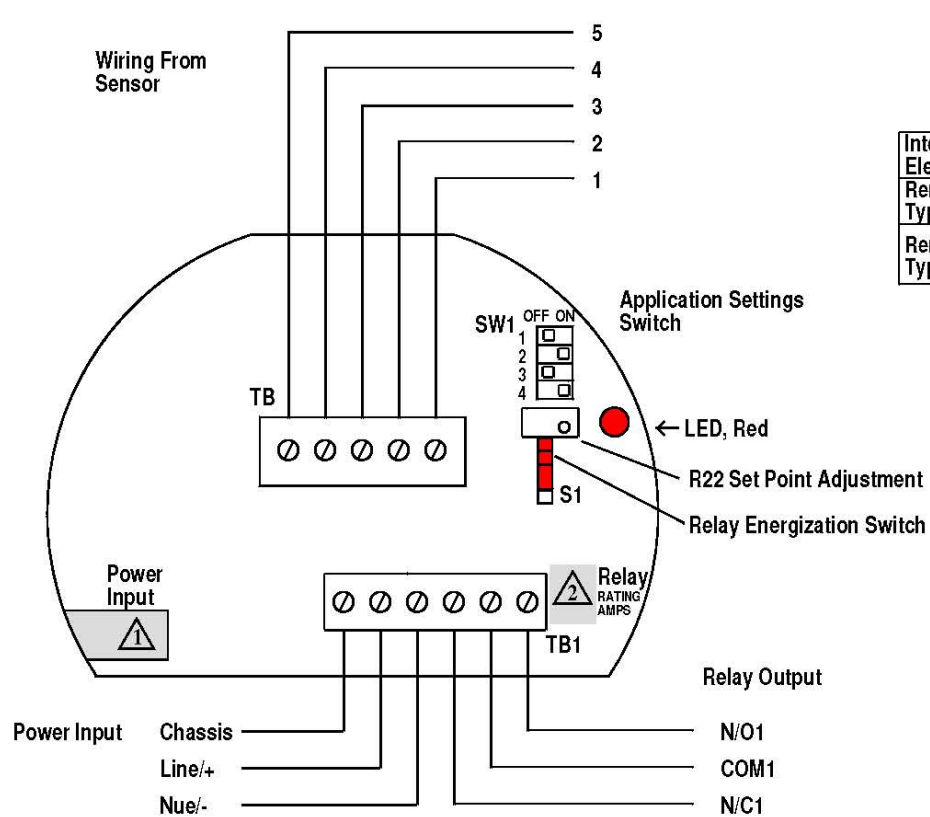 5
Wiring From
Sensor
4
3
2
1
Application Settings
Switch
SW1
OFF ON
1
2
3
4
TB
LED, Red
R22 Set Point Adjustment
S1
Relay Energization Switch
Power
Input
1
2
Relay
RATING
AMPS
TB1
Relay Output
Power Input
Chassis
N/O1
Line/+
COM1
Nue/-
N/C1